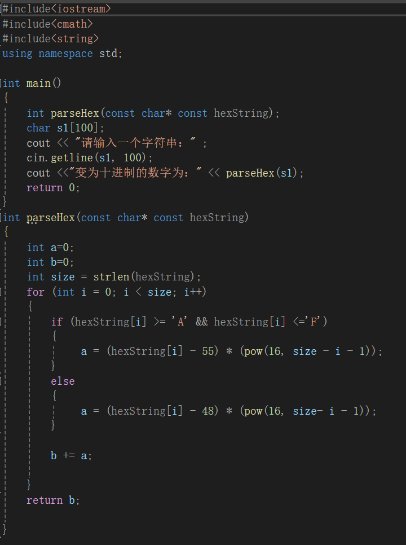 #include<iostream>
#include<cmath>
#include<string>
using namespace std;
int main()
{
int parseHex(const char* const hexString);
char s1[100];
cout << "请输入一个字符串：" ;
cin.getline(s1, 100);
cout <<"变为十进制的数字为：" << parseHex(s1);
return 0;
}
int parseHex(const char* const hexString)
{
int a=0;
int b=0;
int size = strlen(hexString);
for (int i = 0; i < size; i++)
{
if (hexString[i] >= 'A' && hexString[i] <='F')
{
a = (hexString[i] - 55) * (pow(16, size - i - 1));
}
else
{
a = (hexString[i] - 48) * (pow(16, size- i - 1));
}
b += a;
}
return b;
}